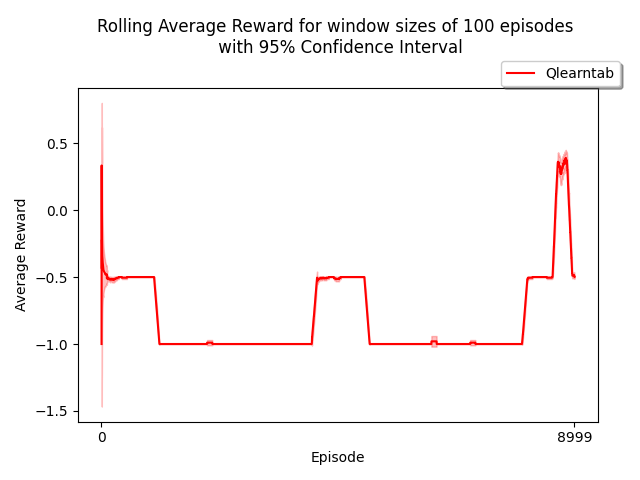 Rolling Average Reward for window sizes of 100 episodes
with 95% Confidence Interval
Qlearntab
0.5
0.0
−0.5
−1.0
−1.5
Average Reward
0
8999
Episode